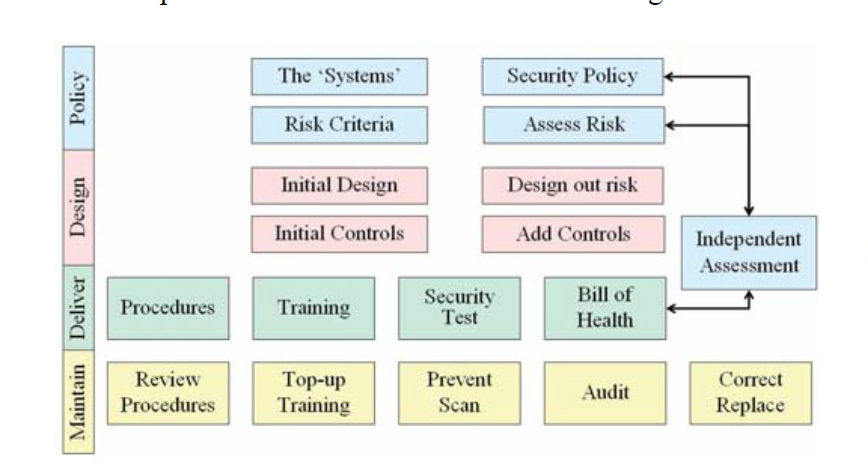 Policy
The ‘Systems’
Security Policy
Risk Criteria
Assess Risk
Design
Initial Design
Design out risk
Initial Controls
Add Controls
Independent
Assessment
Deliver
Procedures
Training
Security
Test
Bill of
Health
Maintain
Review
Procedures
Top-up
Training
Prevent
Scan
Audit
Correct
Replace